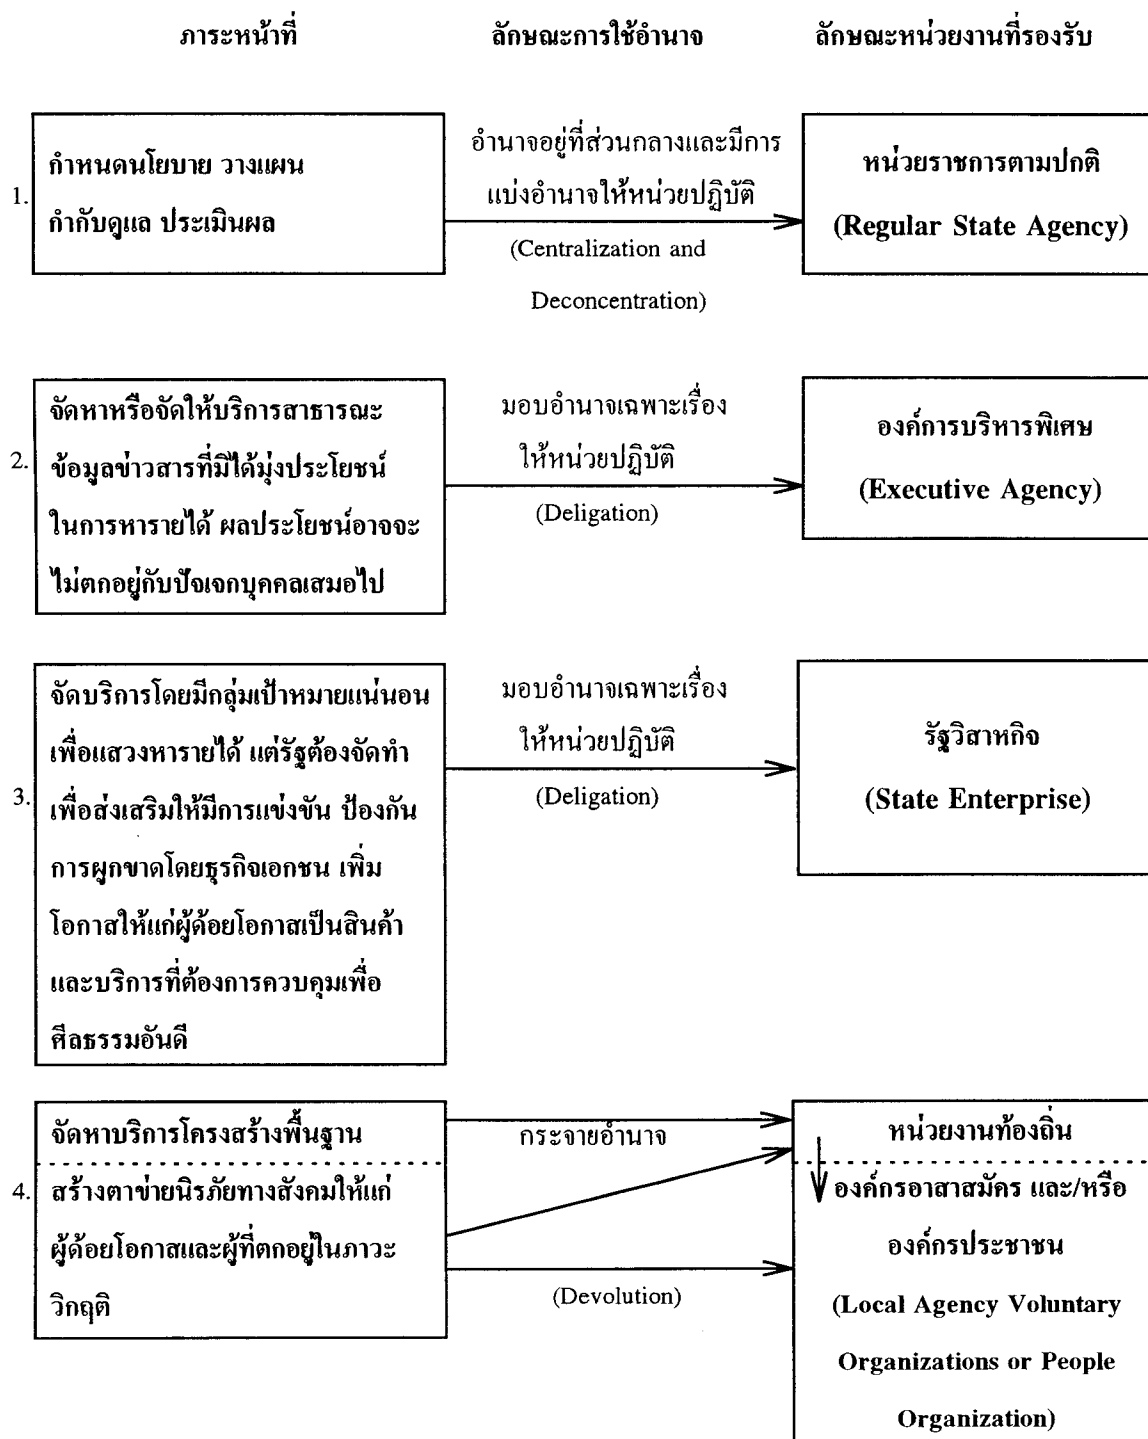 ภาระหน้าที่
ลักษณะการใช้อำนาจ
ลักษณะหน่วยงานที่รองรับ
1.
กำหนดนโยบาย วางแผน
กำกับดูแล ประเมินผล
อำนาจอยู่ที่ส่วนกลางและมีการ
แบ่งอำนาจให้หน่วยปฏิบัติ
(Centralization and
Deconcentration)
หน่วยราชการตามปกติ
(Regular State Agency)
2.
จัดหาหรือจัดให้บริการสาธารณะ
ข้อมูลข่าวสารที่มิได้มุ่งประโยชน์
ในการหารายได้ ผลประโยชน์อาจจะ
ไม่ตกอยู่กับปัจเจกบุคคลเสมอไป
มอบอำนาจเฉพาะเรื่อง
ให้หน่วยปฏิบัติ
(Deligation)
องค์การบริหารพิเศษ
(Executive Agency)
3.
จัดบริการโดยมีกลุ่มเป้าหมายแน่นอน
เพื่อแสวงหารายได้ แต่รัฐต้องจัดทำ
เพื่อส่งเสริมให้มีการแข่งขัน ป้องกัน
การผูกขาดโดยธุรกิจเอกชน เพิ่ม
โอกาสให้แก่ผู้ด้อยโอกาสเป็นสินค้า
และบริการที่ต้องการควบคุมเพื่อ
ศีลธรรมอันดี
มอบอำนาจเฉพาะเรื่อง
ให้หน่วยปฏิบัติ
(Deligation)
รัฐวิสาหกิจ
(State Enterprise)
4.
จัดหาบริการโครงสร้างพื้นฐาน
สร้างตาข่ายนิรภัยทางสังคมให้แก่
ผู้ด้อยโอกาสและผู้ที่ตกอยู่ในภาวะ
วิกฤติ
กระจายอำนาจ
(Devolution)
หน่วยงานท้องถิ่น
องค์กรอาสาสมัคร และ/หรือ
องค์กรประชาชน
(Local Agency Voluntary
Organizations or People
Organization)